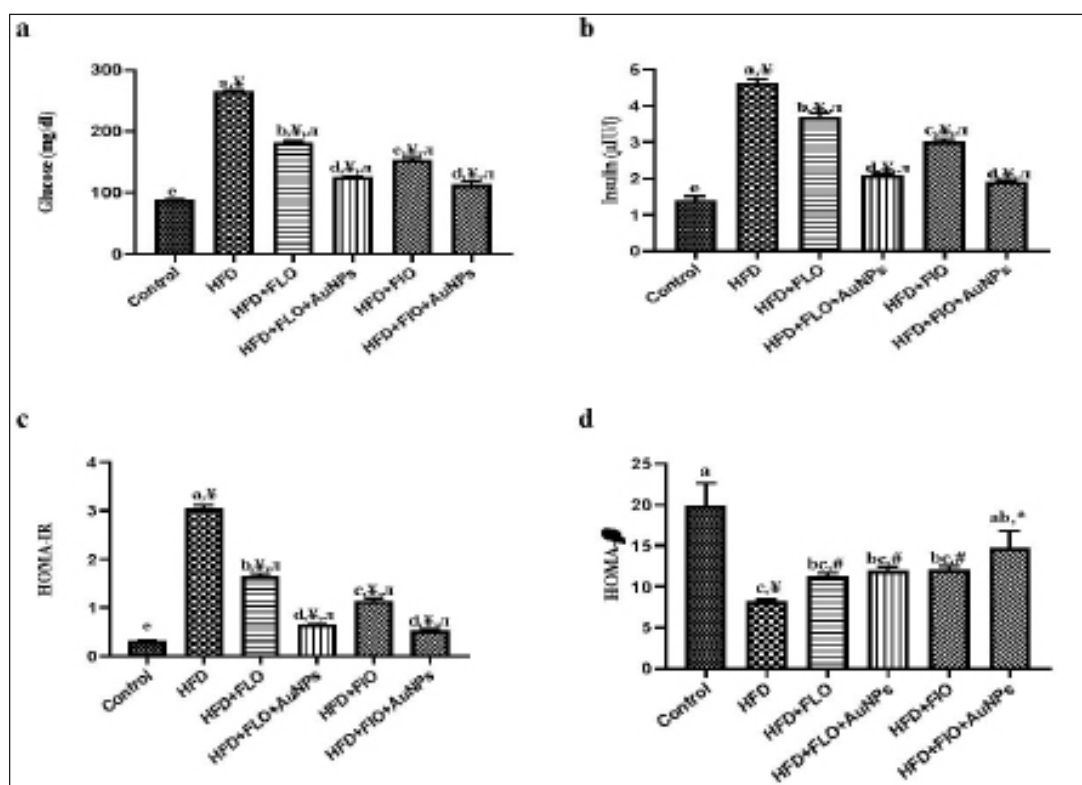 a
300
200
100
0
Glucose (mg/dl)
a,¥
b,¥,π
d,¥,π
c,¥,π
d,¥,π
e
Control
HFD
HFD+FLO
HFD+FLO+AuNPs
HFD+FIO
HFD+FIO+AuNPs
b
5
4
3
2
1
0
Insulin (µIU/l)
e
a,¥
b,¥,π
d,¥,π
c,¥,π
d,¥,π
Control
HFD
HFD+FLO
HFD+FLO+AuNPs
HFD+FIO
HFD+FIO+AuNPs
c
4
3
2
1
0
HOMA-IR
e
a,¥
b,¥,π
d,¥,π
c,¥,π
d,¥,π
Control
HFD
HFD+FLO
HFD+FLO+AuNPs
HFD+FIO
HFD+FIO+AuNPs
d
25
20
15
10
5
0
HOMA-β
a
c,¥
bc,#
bc,#
bc,#
ab,*
Control
HFD
HFD+FLO
HFD+FLO+AuNPs
HFD+FIO
HFD+FIO+AuNPs